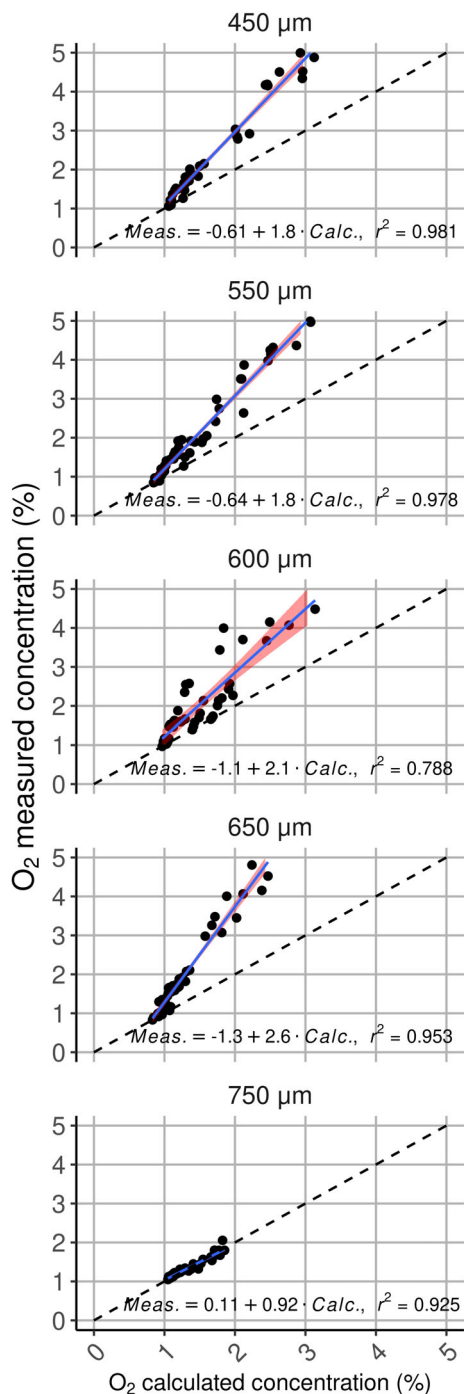 450 µm
5
4
3
2
1
0
Meas. = -0.61 + 1.8 · Calc., r² = 0.981
550 µm
5
4
3
2
1
0
Meas. = -0.64 + 1.8 · Calc., r² = 0.978
600 µm
5
4
3
2
1
0
Meas. = -1.1 + 2.1 · Calc., r² = 0.788
650 µm
5
4
3
2
1
0
Meas. = -1.3 + 2.6 · Calc., r² = 0.953
750 µm
5
4
3
2
1
0
Meas. = 0.11 + 0.92 · Calc., r² = 0.925
O₂ measured concentration (%)
0 1 2 3 4 5
O₂ calculated concentration (%)